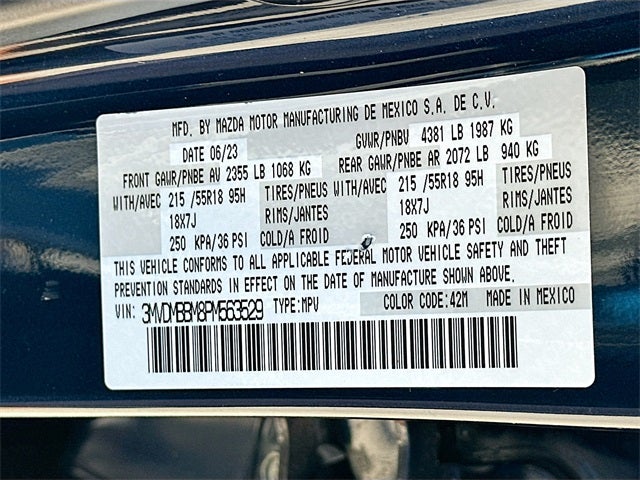 MFD. BY MAZDA MOTOR MANUFACTURING DE MEXICO S.A. DE C.V.
DATE 06/23 GVWR/PNBV 4381 LB 1987 KG
FRONT GAWR/PNBE AV 2355 LB 1068 KG REAR GAWR/PNBE AR 2072 LB 940 KG
WITH/AVEC 215 /55R18 95H TIRES/PNEUS WITH/AVEC 215 /55R18 95H TIRES/PNEUS
18X7J RIMS/JANTES 18X7J RIMS/JANTES
250 KPA/36 PSI COLD/A FROID 250 KPA/36 PSI COLD/A FROID
THIS VEHICLE CONFORMS TO ALL APPLICABLE FEDERAL MOTOR VEHICLE SAFETY AND THEFT
PREVENTION STANDARDS IN EFFECT ON THE DATE OF MANUFACTURE SHOWN ABOVE.
VIN: 3MVDMBBM8PM563529 TYPE:MPV COLOR CODE:42M MADE IN MEXICO